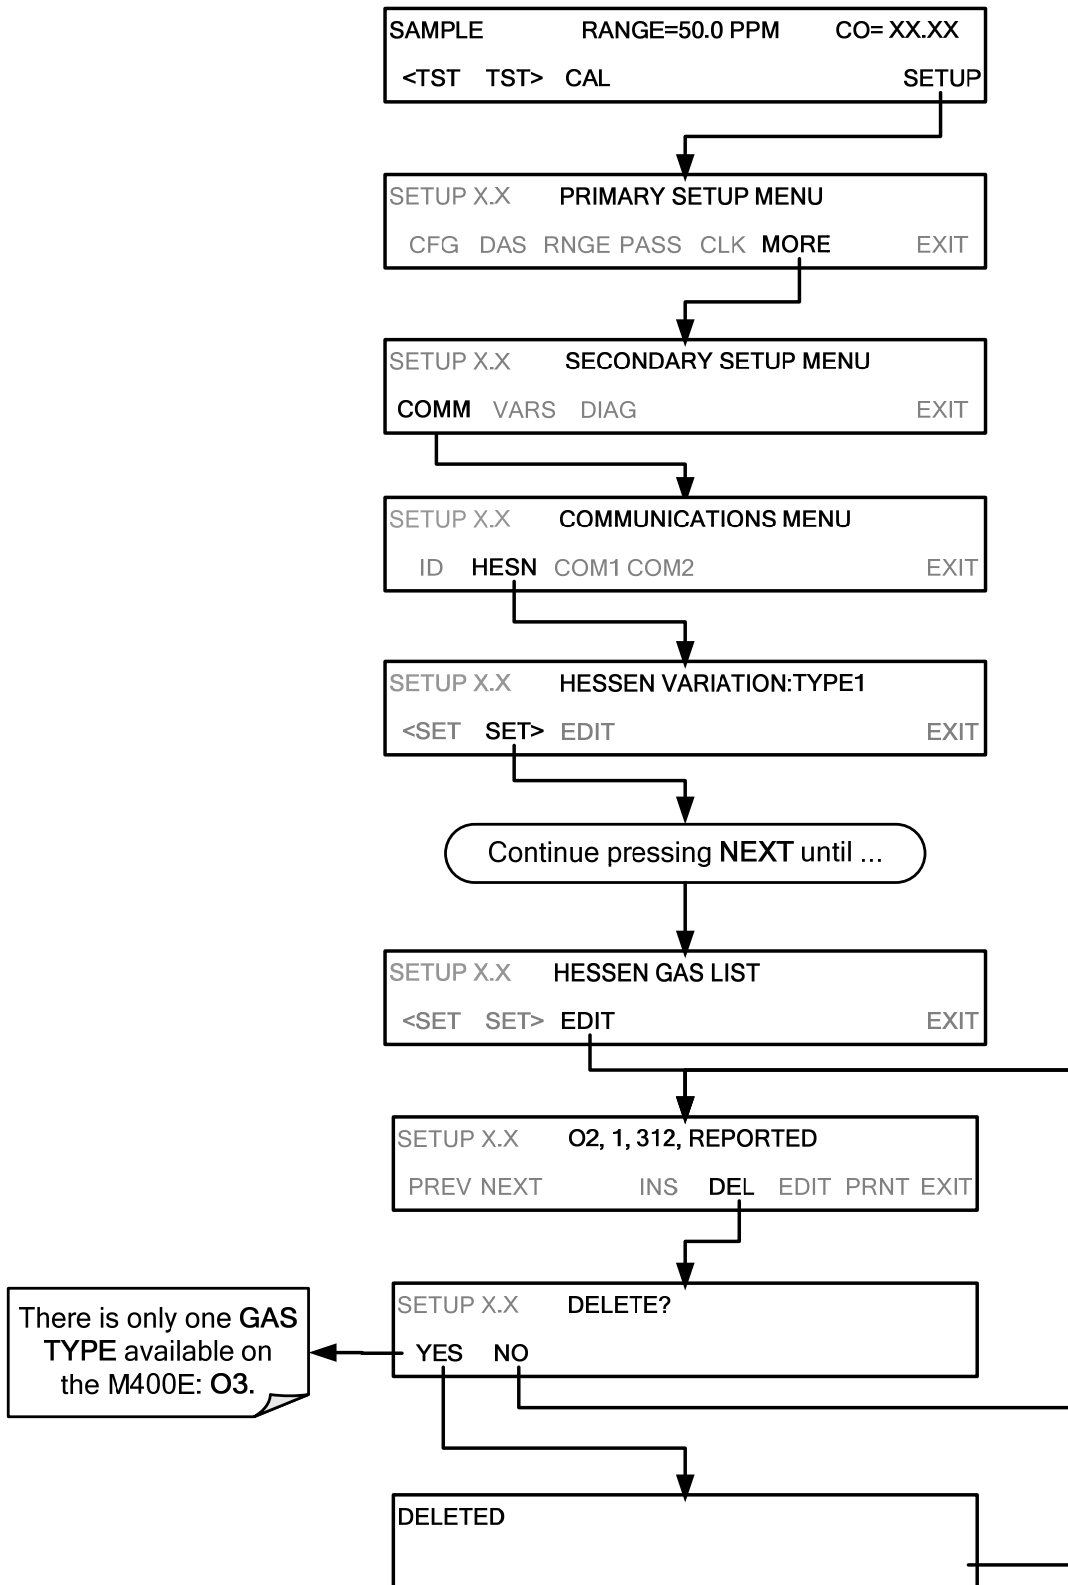 SAMPLE RANGE=50.0 PPM CO= XX.XX
<TST TST> CAL SETUP
SETUP X.X PRIMARY SETUP MENU
CFG DAS RNGE PASS CLK MORE EXIT
SETUP X.X SECONDARY SETUP MENU
COMM VARS DIAG EXIT
SETUP X.X COMMUNICATIONS MENU
ID HESN COM1 COM2 EXIT
SETUP X.X HESSEN VARIATION:TYPE1
<SET SET> EDIT EXIT
Continue pressing NEXT until ...
SETUP X.X HESSEN GAS LIST
<SET SET> EDIT EXIT
SETUP X.X O2, 1, 312, REPORTED
PREV NEXT INS DEL EDIT PRNT EXIT
SETUP X.X DELETE?
YES NO
There is only one GAS
TYPE available on
the M400E: O3.
DELETED